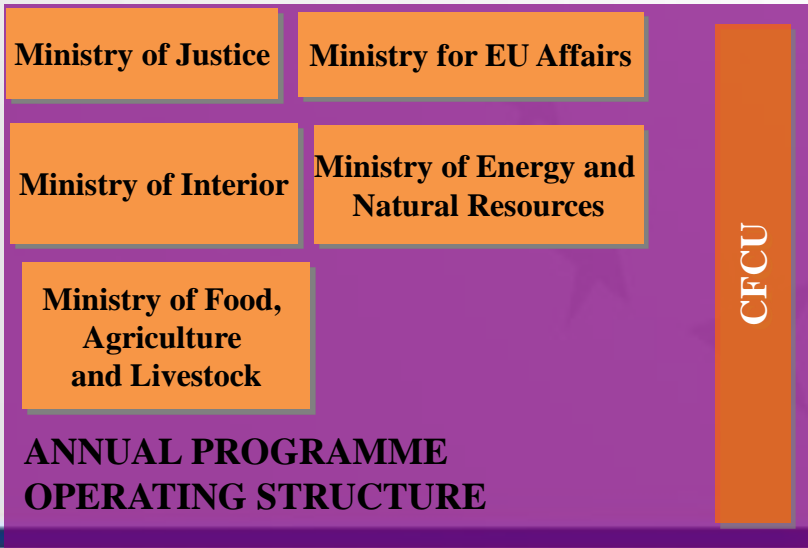 Ministry of Justice
Ministry for EU Affairs
Ministry of Interior
Ministry of Energy and
Natural Resources
Ministry of Food,
Agriculture
and Livestock
CFCU
ANNUAL PROGRAMME
OPERATING STRUCTURE